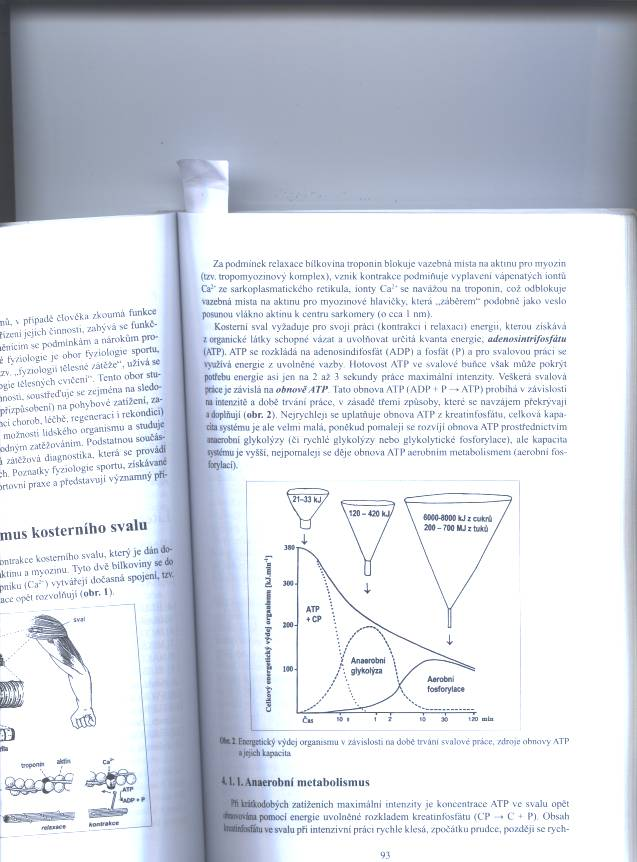 nů, v případě člověka zkoumá funkce
řízení jejich činnosti, zabývá se funkč-
měnícím se podmínkám a nárokům pro-
é fyziologie je obor fyziologie sportu,
zv. „fyziologii tělesné zátěže“, užívá se
ogie tělesných cvičení“. Tento obor stu-
nnosti, soustřeďuje se zejména na sledo-
přizpůsobení) na pohybové zatížení, za-
nci chorob, léčbě, regeneraci i rekondici)
možnosti lidského organismu a studuje
odným zatěžováním. Podstatnou součás-
zátěžová diagnostika, která se provádí
ch. Poznatky fyziologie sportu, získávané
ortovní praxe a představují významný pří-
mus kosterního svalu
ontrakce kosterního svalu, který je dán do-
aktinu a myozinu. Tyto dvě bílkoviny se do
pníku (Ca²⁺) vytvářejí dočasná spojení, tzv.
ace opět rozvolňují (obr. 1).
sval
troponin aktin Ca²⁺
ATP
ADP + P
relaxace kontrakce
Za podmínek relaxace bílkovina troponin blokuje vazebná místa na aktinu pro myozin
(tzv. tropomyozinový komplex), vznik kontrakce podmiňuje vyplavení vápenatých iontů
Ca²⁺ ze sarkoplasmatického retikula, ionty Ca²⁺ se navážou na troponin, což odblokuje
vazebná místa na aktinu pro myozinové hlavičky, která „záběrem“ podobně jako veslo
posunou vlákno aktinu k centru sarkomery (o cca 1 nm).
Kosterní sval vyžaduje pro svoji práci (kontrakci i relaxaci) energii, kterou získává
z organické látky schopné vázat a uvolňovat určitá kvanta energie, adenosintrifosfátu
(ATP). ATP se rozkládá na adenosindifosfát (ADP) a fosfát (P) a pro svalovou práci se
využívá energie z uvolněné vazby. Hotovost ATP ve svalové buňce však může pokrýt
potřebu energie asi jen na 2 až 3 sekundy práce maximální intenzity. Veškerá svalová
práce je závislá na obnově ATP. Tato obnova ATP (ADP + P → ATP) probíhá v závislosti
na intenzitě a době trvání práce, v zásadě třemi způsoby, které se navzájem překrývají
a doplňují (obr. 2). Nejrychleji se uplatňuje obnova ATP z kreatinfosfátu, celková kapa-
cita systému je ale velmi malá, poněkud pomaleji se rozvíjí obnova ATP prostřednictvím
anaerobní glykolýzy (či rychlé glykolýzy nebo glykolytické fosforylace), ale kapacita
systému je vyšší, nejpomaleji se děje obnova ATP aerobním metabolismem (aerobní fos-
forylací).
21–33 kJ
120 – 420 kJ
6000-8000 kJ z cukrů
200 – 700 MJ z tuků
Celkový energetický výdej organismu [kJ.min⁻¹]
380
300
200
100
ATP
+ CP
Anaerobní
glykolýza
Aerobní
fosforylace
Čas 10 s 1 2 10 30 120 min
Obr. 2. Energetický výdej organismu v závislosti na době trvání svalové práce, zdroje obnovy ATP
a jejich kapacita
4.1.1. Anaerobní metabolismus
Při krátkodobých zatíženích maximální intenzity je koncentrace ATP ve svalu opět
obnovována pomocí energie uvolněné rozkladem kreatinfosfátu (CP → C + P). Obsah
kreatinfosfátu ve svalu při intenzivní práci rychle klesá, zpočátku prudce, později se rych-
93